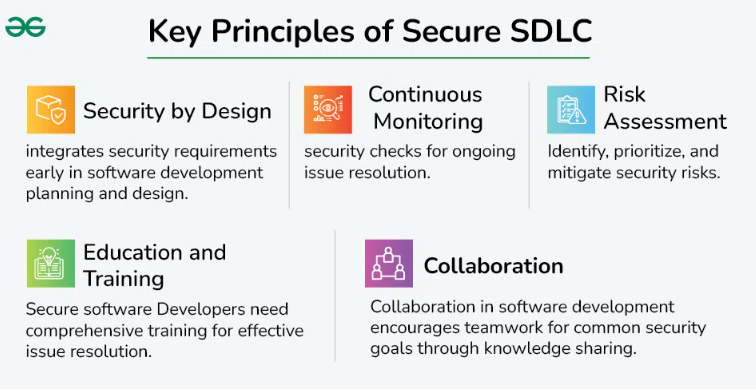 Key Principles of Secure SDLC
Security by Design
integrates security requirements
early in software development
planning and design.
Continuous
Monitoring
security checks for ongoing
issue resolution.
Risk
Assessment
Identify, prioritize, and
mitigate security risks.
Education and
Training
Secure software Developers need
comprehensive training for effective
issue resolution.
Collaboration
Collaboration in software development
encourages teamwork for common security
goals through knowledge sharing.